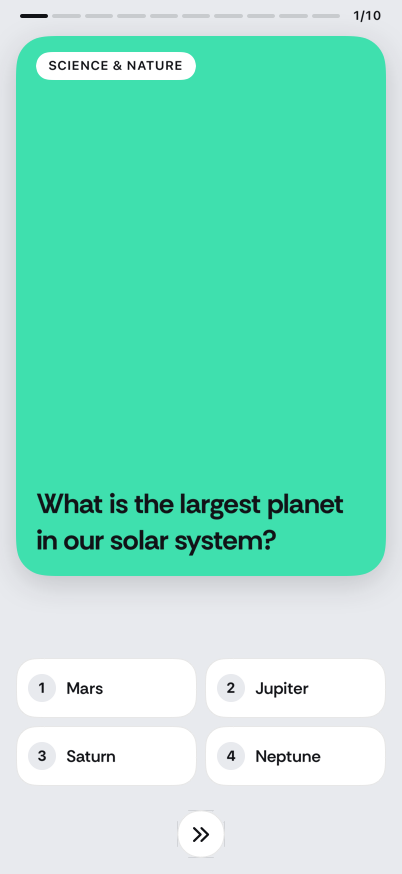 1/10
SCIENCE & NATURE
What is the largest planet
in our solar system?
1 Mars
2 Jupiter
3 Saturn
4 Neptune